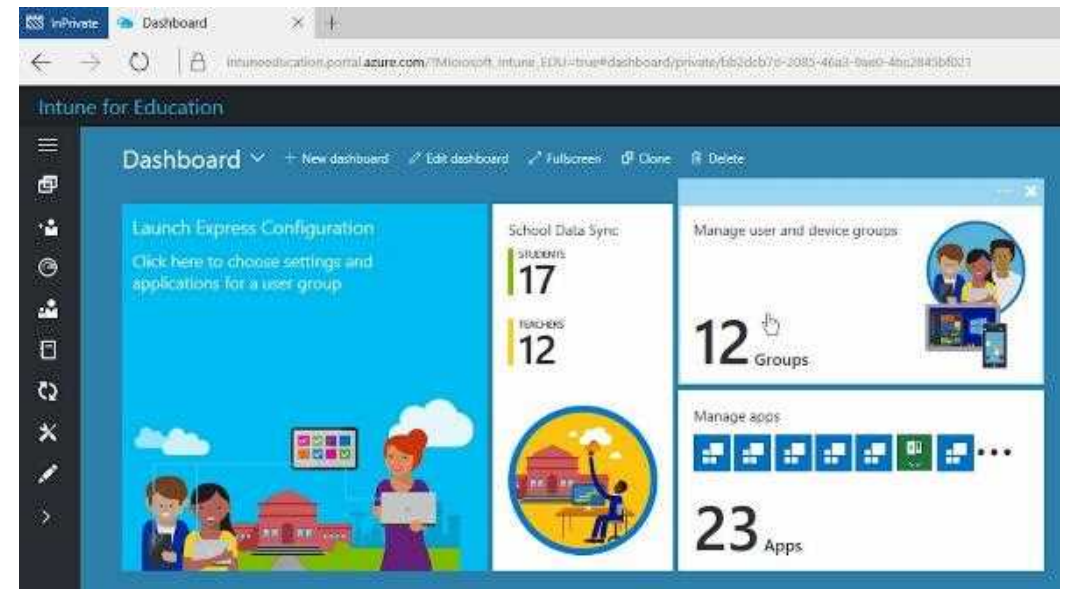 InPrivate
Dashboard
azure.com
Intune for Education
Dashboard
+ New dashboard
Edit dashboard
Fullscreen
Clone
Delete
Launch Express Configuration
Click here to choose settings and
applications for a user group
School Data Sync
STUDENTS
17
TEACHERS
12
Manage user and device groups
12 Groups
Manage apps
23 Apps